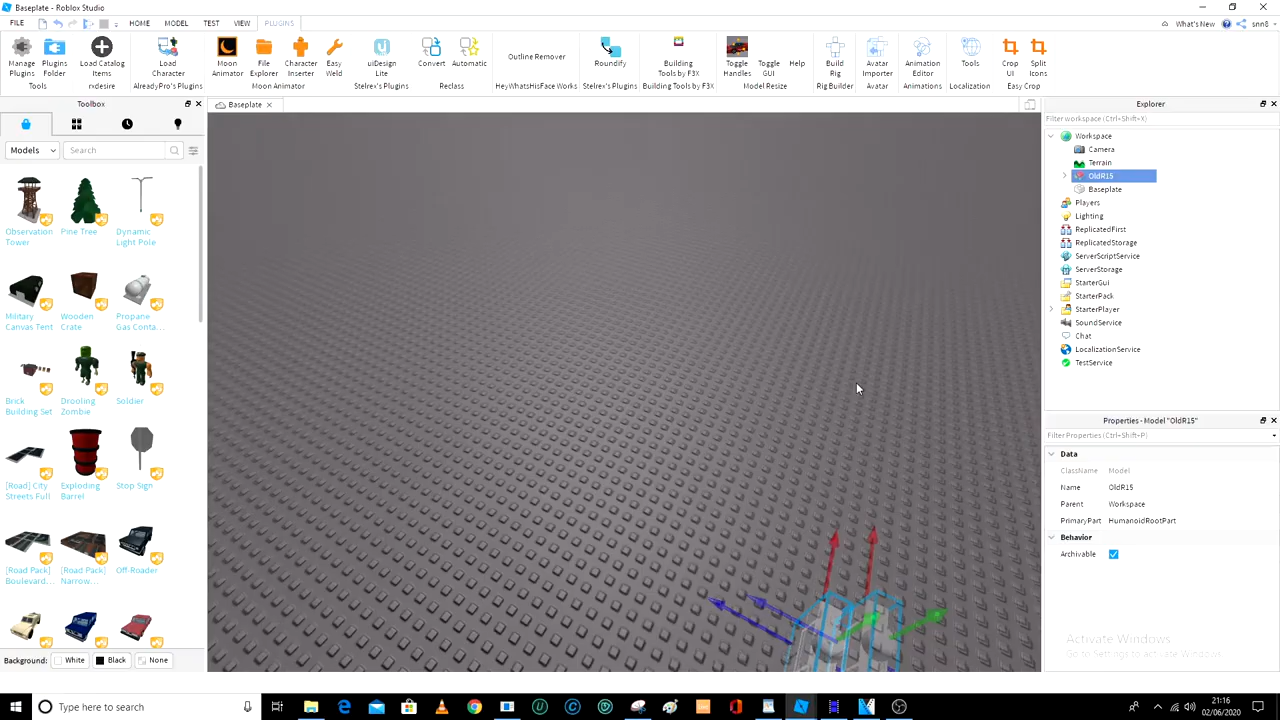 Baseplate - Roblox Studio
FILE HOME MODEL TEST VIEW PLUGINS What's New snn8
Manage Plugins
Plugins Folder
Load Catalog Items
Load Character
Moon Animator
File Explorer
Character Inserter
Easy Weld
uiDesign Lite
Convert
Automatic
Outline Remover
Roundify
Building Tools by F3X
Toggle Handles
Toggle GUI
Help
Build Rig
Avatar Importer
Animation Editor
Tools
Crop UI
Split Icons
Tools rxdesire AlreadyPro's Plugins Moon Animator Stelrex's Plugins Reclass HeyWhatsHisFace Works Stelrex's Plugins Building Tools by F3X Model Resize Rig Builder Avatar Animations Localization Easy Crop
Toolbox
Baseplate
Models
Search
Observation Tower
Pine Tree
Dynamic Light Pole
Military Canvas Tent
Wooden Crate
Propane Gas Conta...
Brick Building Set
Drooling Zombie
Soldier
[Road] City Streets Full
Exploding Barrel
Stop Sign
[Road Pack] Boulevard...
[Road Pack] Narrow...
Off-Roader
Background: White Black None
Explorer
Filter workspace (Ctrl+Shift+X)
Workspace
Camera
Terrain
OldR15
Baseplate
Players
Lighting
ReplicatedFirst
ReplicatedStorage
ServerScriptService
ServerStorage
StarterGui
StarterPack
StarterPlayer
SoundService
Chat
LocalizationService
TestService
Properties - Model "OldR15"
Filter Properties (Ctrl+Shift+P)
Data
ClassName Model
Name OldR15
Parent Workspace
PrimaryPart HumanoidRootPart
Behavior
Archivable
Activate Windows
Go to Settings to activate Windows.
Type here to search
21:16
02/06/2020